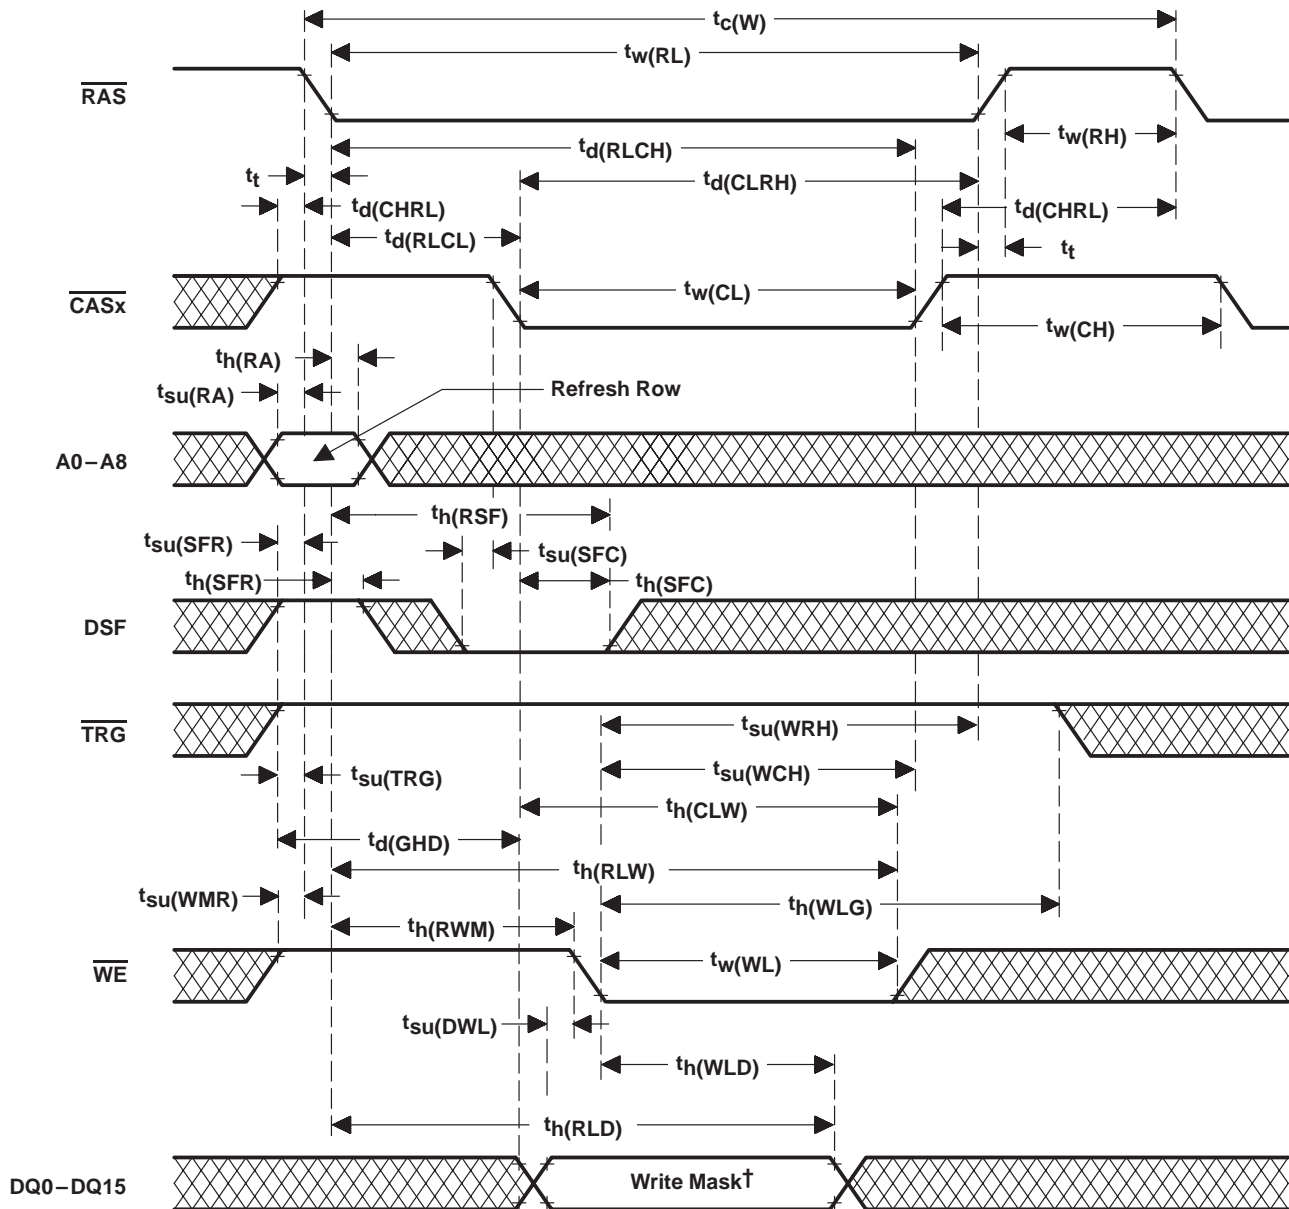 tc(W)
tw(RL)
RAS
tw(RH)
td(RLCH)
tt
td(CLRH)
td(CHRL)
td(CHRL)
td(RLCL)
tt
CASx
tw(CL)
tw(CH)
th(RA)
tsu(RA)
Refresh Row
A0–A8
th(RSF)
tsu(SFR)
tsu(SFC)
th(SFR)
th(SFC)
DSF
TRG
tsu(WRH)
tsu(TRG)
tsu(WCH)
th(CLW)
td(GHD)
th(RLW)
tsu(WMR)
th(WLG)
th(RWM)
WE
tw(WL)
tsu(DWL)
th(WLD)
th(RLD)
DQ0–DQ15
Write Mask†